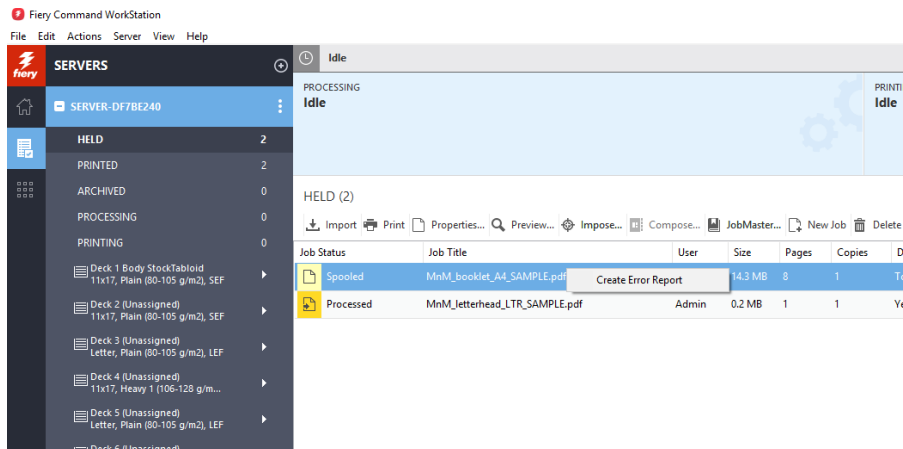 Fiery Command WorkStation
File Edit Actions Server View Help
fiery
SERVERS
SERVER-DF7BE240
HELD 2
PRINTED 2
ARCHIVED 0
PROCESSING 0
PRINTING 0
Deck 1 Body StockTabloid
11x17, Plain (80-105 g/m2), SEF
Deck 2 (Unassigned)
11x17, Plain (80-105 g/m2), SEF
Deck 3 (Unassigned)
Letter, Plain (80-105 g/m2), LEF
Deck 4 (Unassigned)
11x17, Heavy 1 (106-128 g/m...
Deck 5 (Unassigned)
Letter, Plain (80-105 g/m2), LEF
Deck 6 (Unassigned)
Idle
PROCESSING
Idle
PRINTI
Idle
HELD (2)
Import Print Properties... Preview... Impose... Compose... JobMaster... New Job Delete
Job Status Job Title User Size Pages Copies D
Spooled MnM_booklet_A4_SAMPLE.pdf 14.3 MB 8 1 To
Create Error Report
Processed MnM_letterhead_LTR_SAMPLE.pdf Admin 0.2 MB 1 1 Ye